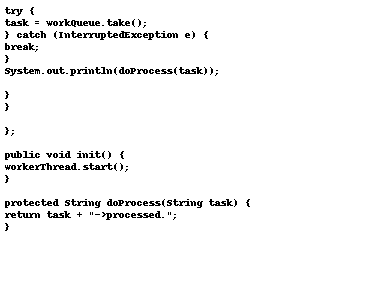 try {
task = workQueue.take();
} catch (InterruptedException e) {
break;
}
System.out.println(doProcess(task));
}
}
};
public void init() {
workerThread.start();
}
protected String doProcess(String task) {
return task + "->processed.";
}